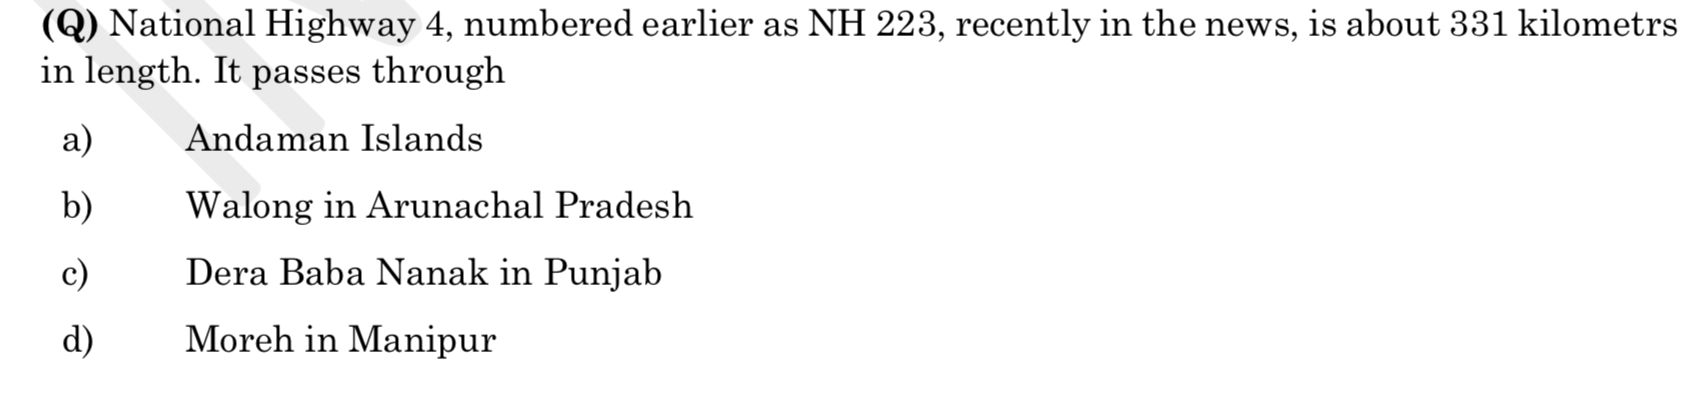 (Q) National Highway 4, numbered earlier as NH 223, recently in the news, is about 331 kilometrs
in length. It passes through
a) Andaman Islands
b) Walong in Arunachal Pradesh
c) Dera Baba Nanak in Punjab
d) Moreh in Manipur